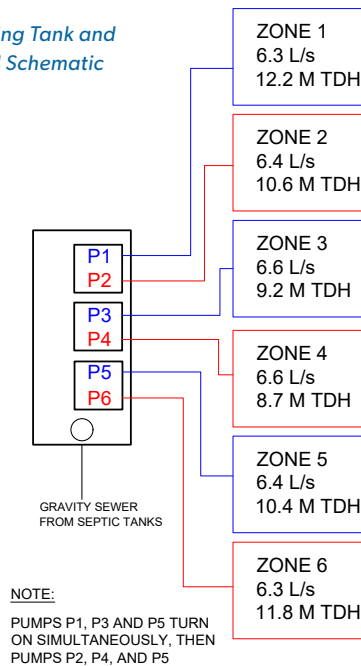 ing Tank and
Schematic
ZONE 1
6.3 L/s
12.2 M TDH
ZONE 2
6.4 L/s
10.6 M TDH
ZONE 3
6.6 L/s
9.2 M TDH
ZONE 4
6.6 L/s
8.7 M TDH
ZONE 5
6.4 L/s
10.4 M TDH
ZONE 6
6.3 L/s
11.8 M TDH
P1
P2
P3
P4
P5
P6
GRAVITY SEWER
FROM SEPTIC TANKS
NOTE:
PUMPS P1, P3 AND P5 TURN
ON SIMULTANEOUSLY, THEN
PUMPS P2, P4, AND P5